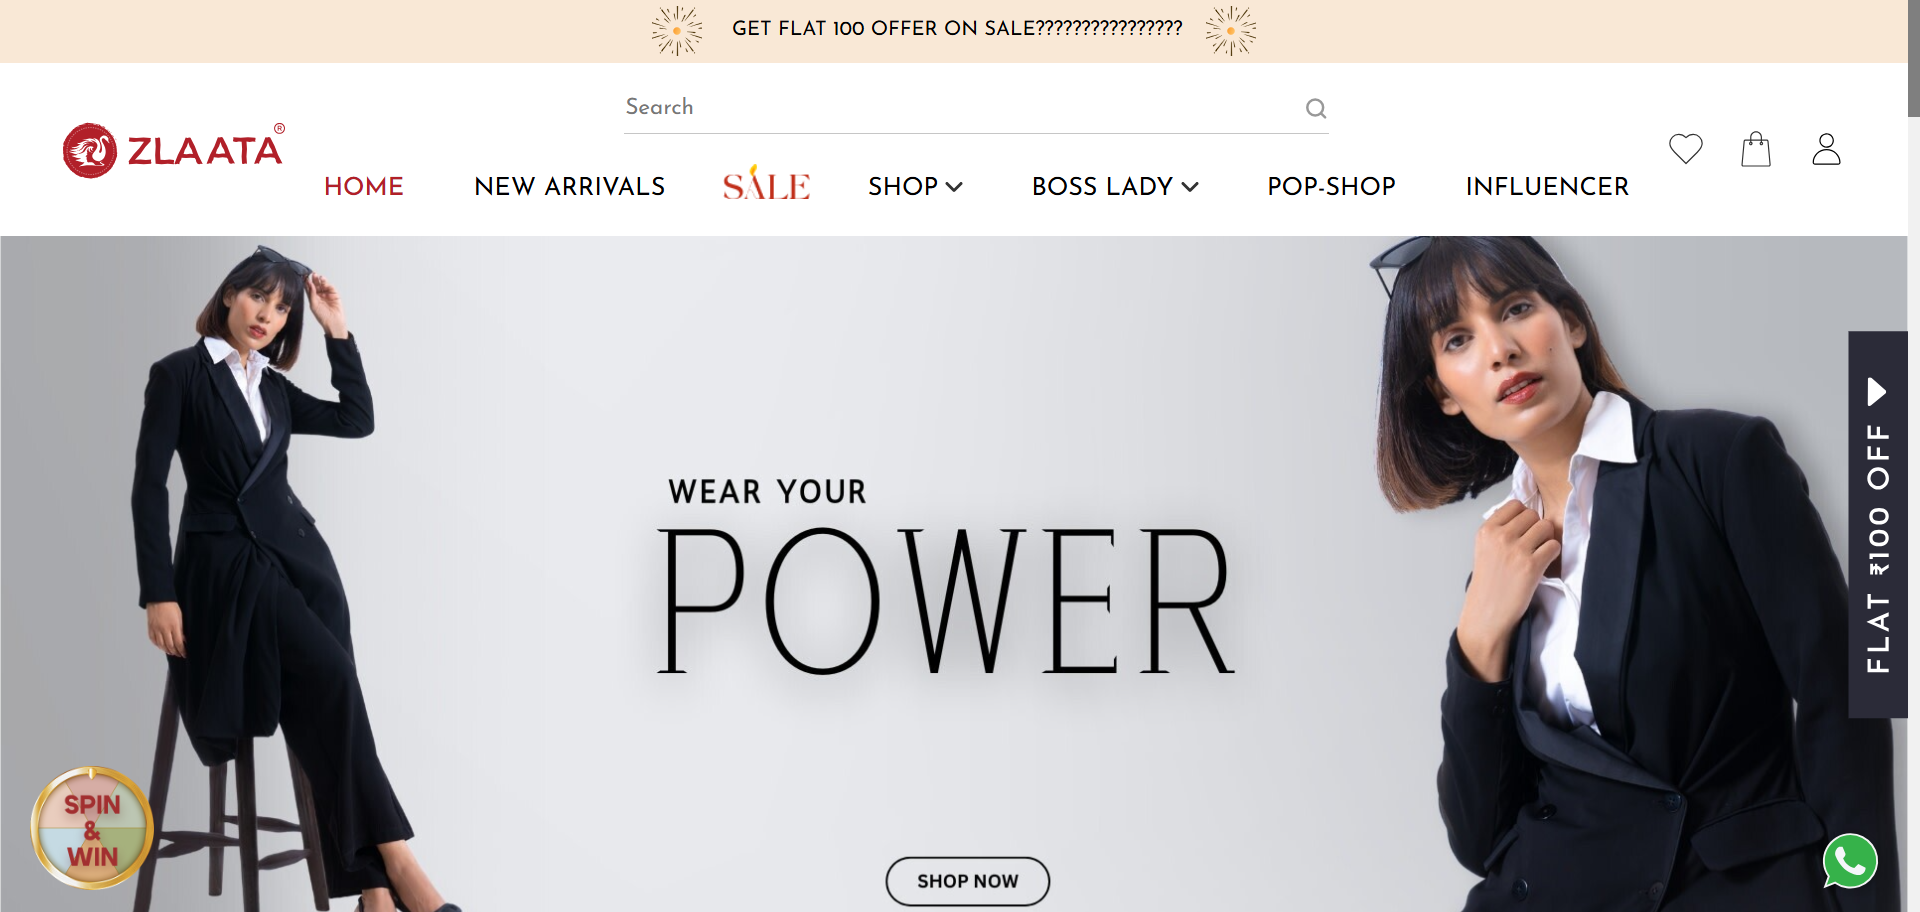 GET FLAT 100 OFFER ON SALE????????????????
Search
ZLAATA®
HOME
NEW ARRIVALS
SALE
SHOP
BOSS LADY
POP-SHOP
INFLUENCER
WEAR YOUR
POWER
FLAT ₹100 OFF
SPIN
&
WIN
SHOP NOW